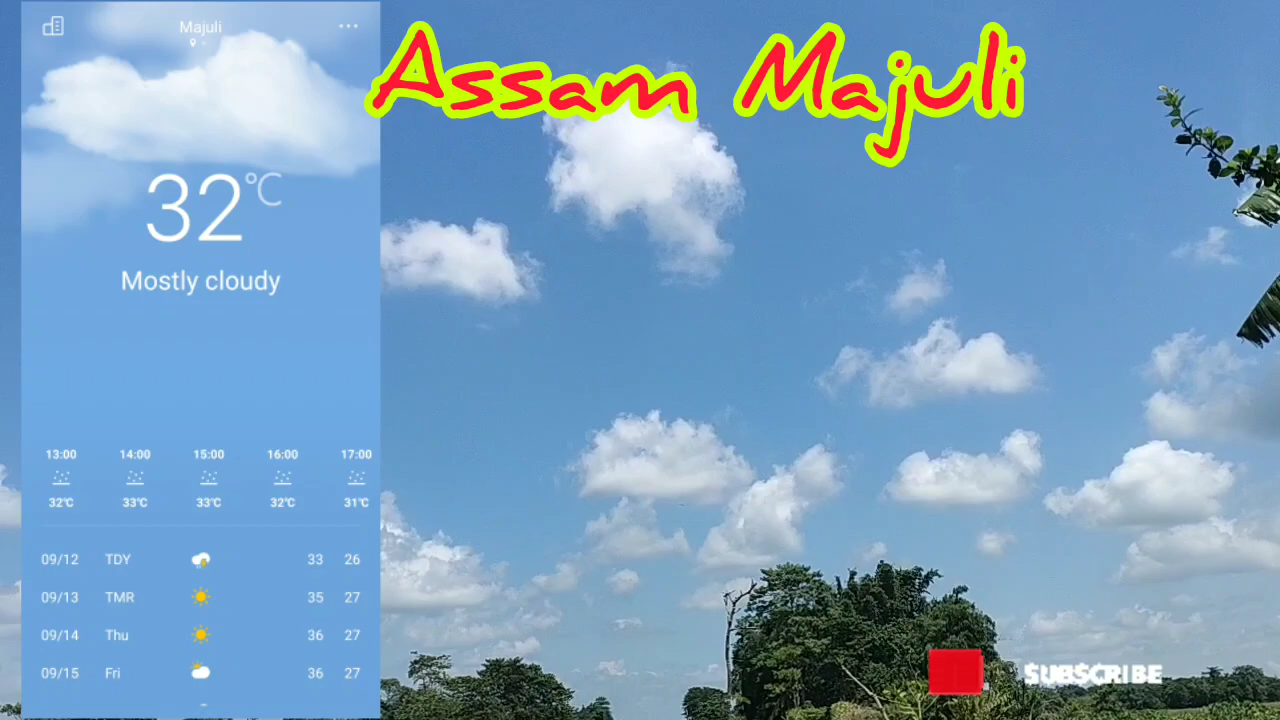 Majuli
Assam Majuli
32°C
Mostly cloudy
13:00 14:00 15:00 16:00 17:00
32°C 33°C 33°C 32°C 31°C
09/12 TDY 33 26
09/13 TMR 35 27
09/14 Thu 36 27
09/15 Fri 36 27
SUBSCRIBE